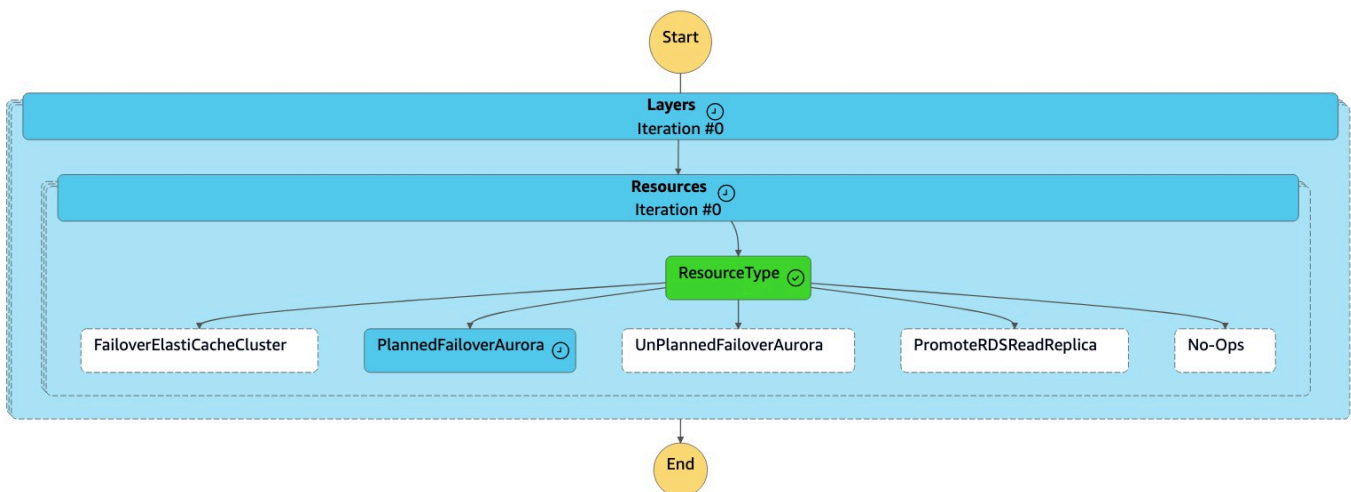 Start
Layers
Iteration #0
Resources
Iteration #0
ResourceType
FailoverElastiCacheCluster
PlannedFailoverAurora
UnPlannedFailoverAurora
PromoteRDSReadReplica
No-Ops
End